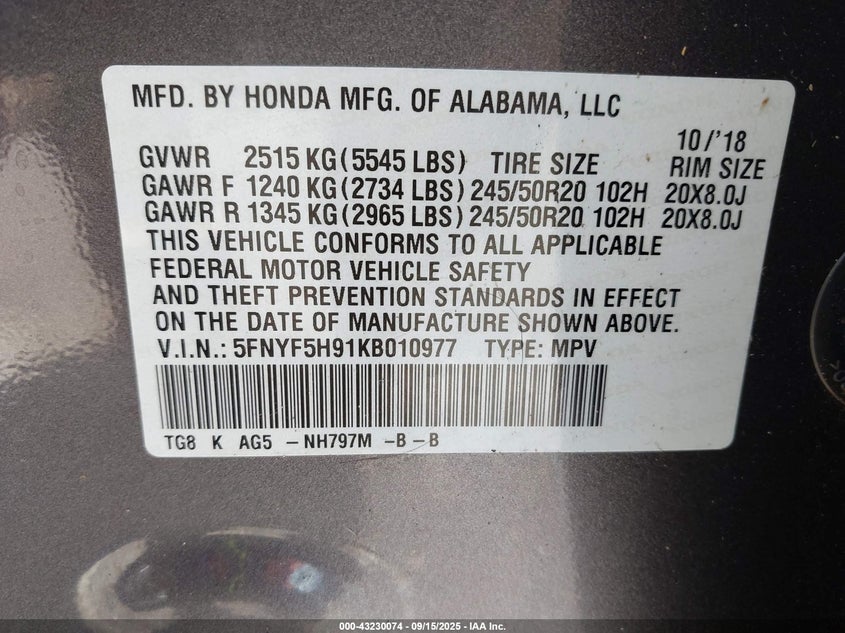 MFD. BY HONDA MFG. OF ALABAMA, LLC
10/'18
GVWR 2515 KG (5545 LBS) TIRE SIZE RIM SIZE
GAWR F 1240 KG (2734 LBS) 245/50R20 102H 20X8.0J
GAWR R 1345 KG (2965 LBS) 245/50R20 102H 20X8.0J
THIS VEHICLE CONFORMS TO ALL APPLICABLE
FEDERAL MOTOR VEHICLE SAFETY
AND THEFT PREVENTION STANDARDS IN EFFECT
ON THE DATE OF MANUFACTURE SHOWN ABOVE.
V.I.N.: 5FNYF5H91KB010977 TYPE: MPV
TG8 K AG5 -NH797M -B -B
000-43230074 - 09/15/2025 - IAA Inc.